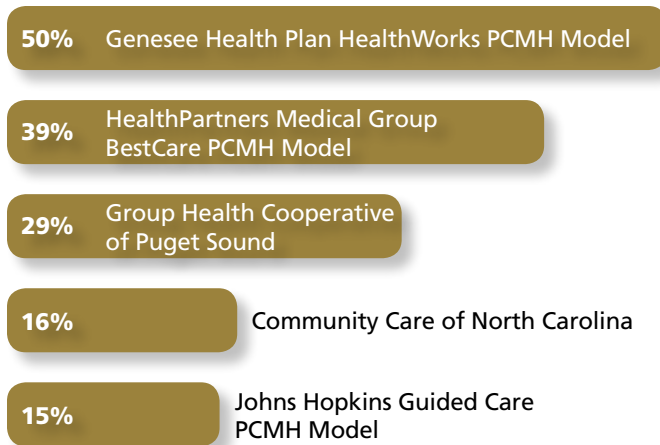 50% Genesee Health Plan HealthWorks PCMH Model
39% HealthPartners Medical Group
BestCare PCMH Model
29% Group Health Cooperative
of Puget Sound
16% Community Care of North Carolina
15% Johns Hopkins Guided Care
PCMH Model